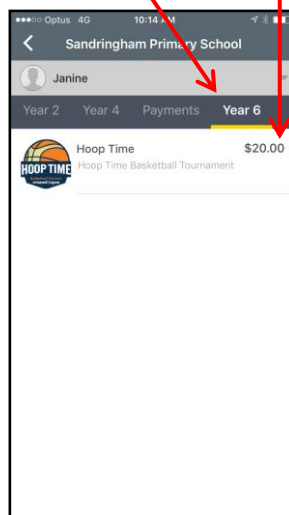 Optus 4G 10:14 AM
Sandringham Primary School
Janine
Year 2 Year 4 Payments Year 6
Hoop Time $20.00
Hoop Time Basketball Tournament
HOOP TIME